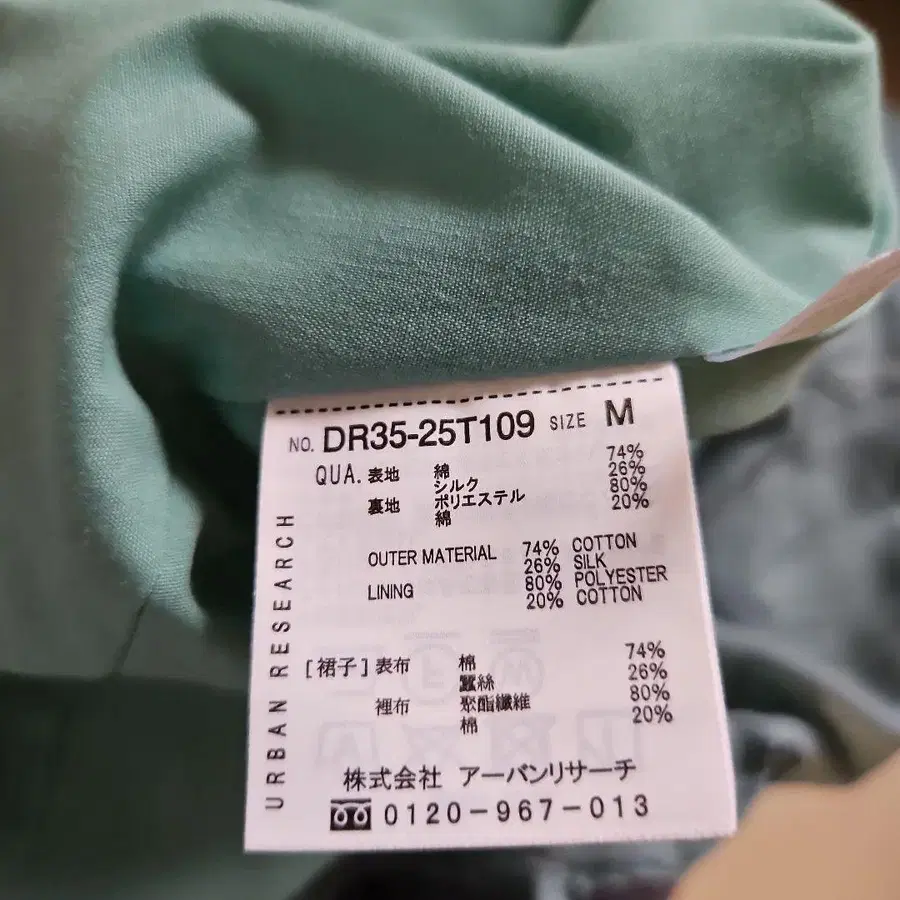 NO. DR35-25T109 SIZE M
QUA. 表地 綿 74%
シルク 26%
裏地 ポリエステル 80%
綿 20%
OUTER MATERIAL 74% COTTON
26% SILK
LINING 80% POLYESTER
20% COTTON
[裙子] 表布 棉 74%
蠶絲 26%
裡布 聚酯纖維 80%
棉 20%
URBAN RESEARCH
株式会社 アーバンリサーチ
0120-967-013